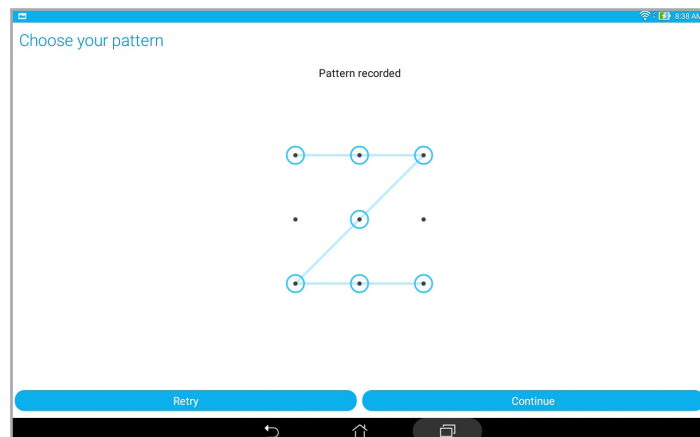 8:38 AM
Choose your pattern
Pattern recorded
Retry
Continue